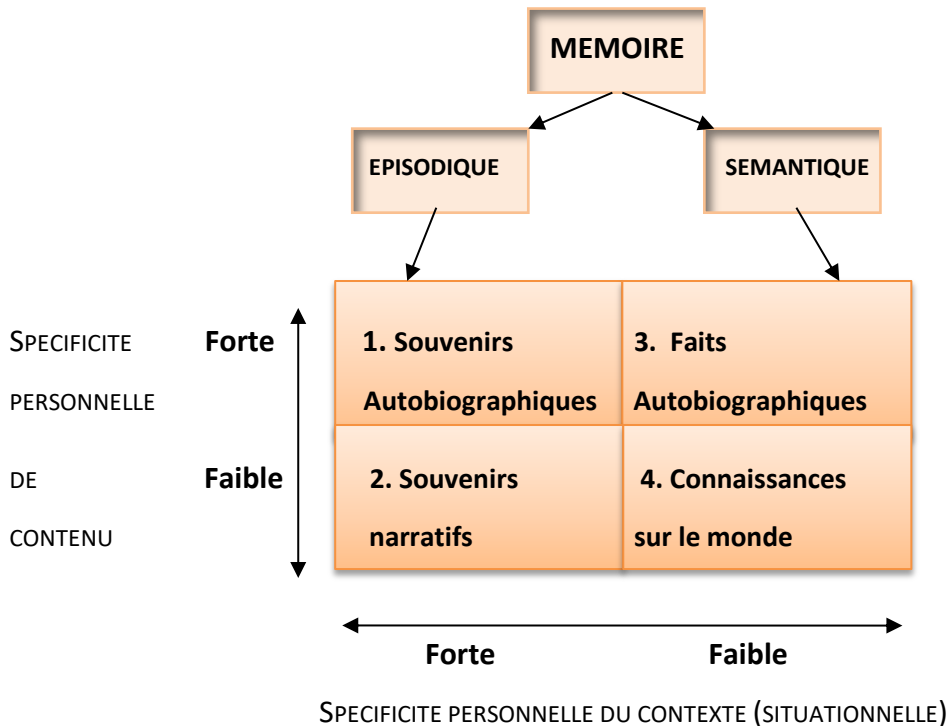 MEMOIRE
EPISODIQUE
SEMANTIQUE
SPECIFICITE
PERSONNELLE
DE
CONTENU
Forte
Faible
1. Souvenirs
Autobiographiques
3. Faits
Autobiographiques
2. Souvenirs
narratifs
4. Connaissances
sur le monde
Forte
Faible
SPECIFICITE PERSONNELLE DU CONTEXTE (SITUATIONNELLE)